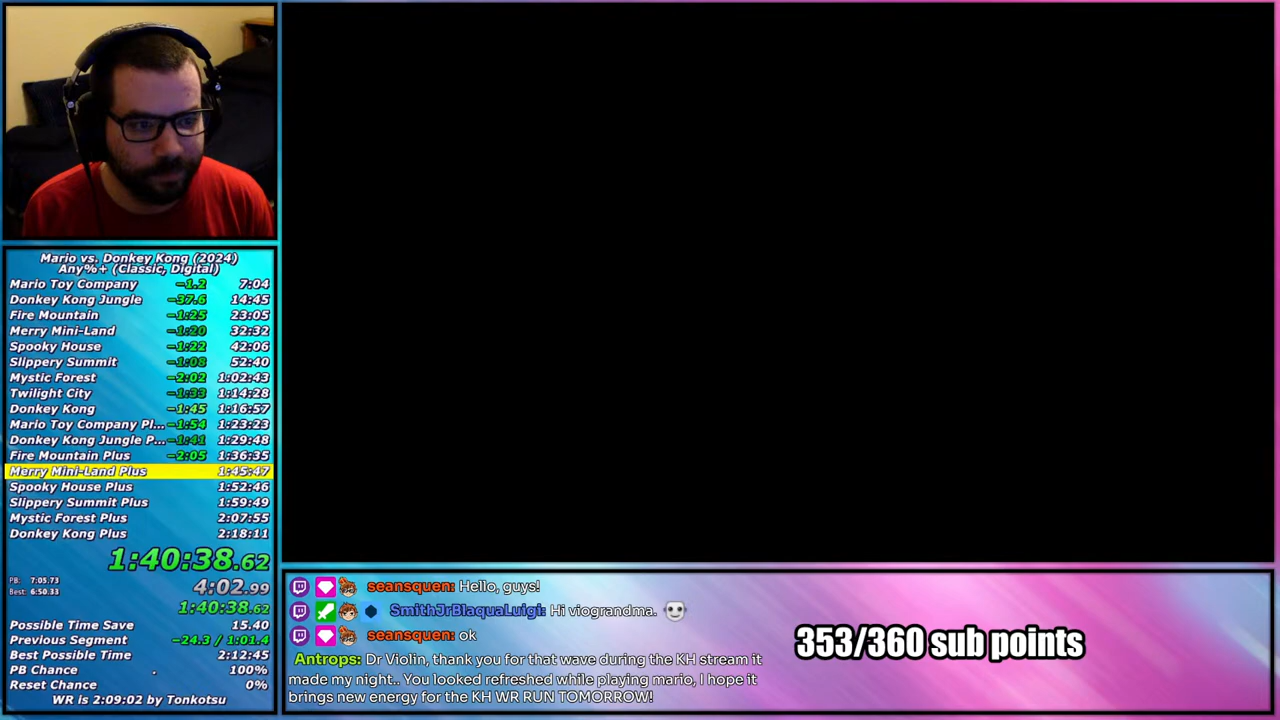 Mario vs. Donkey Kong (2024)
Any%+ (Classic, Digital)
Mario Toy Company −1.2 7:04
Donkey Kong Jungle −37.6 14:45
Fire Mountain −1:25 23:05
Merry Mini-Land −1:20 32:32
Spooky House −1:22 42:06
Slippery Summit −1:08 52:40
Mystic Forest −2:02 1:02:43
Twilight City −1:33 1:14:28
Donkey Kong −1:45 1:16:57
Mario Toy Company Pl... −1:54 1:23:23
Donkey Kong Jungle P... −1:41 1:29:48
Fire Mountain Plus −2:05 1:36:35
Merry Mini-Land Plus 1:45:47
Spooky House Plus 1:52:46
Slippery Summit Plus 1:59:49
Mystic Forest Plus 2:07:55
Donkey Kong Plus 2:18:11
1:40:38.62
PB: 7:05.73
Best: 6:50.33
4:02.99
1:40:38.62
Possible Time Save 15.40
Previous Segment −24.3 / 1:01.4
Best Possible Time 2:12:45
PB Chance . 100%
Reset Chance 0%
WR is 2:09:02 by Tonkotsu
seansquen: Hello, guys!
SmithJrBlaquaLuigi: Hi viograndma.
seansquen: ok
Antrops: Dr Violin, thank you for that wave during the KH stream it
made my night.. You looked refreshed while playing mario, I hope it
brings new energy for the KH WR RUN TOMORROW!
353/360 sub points